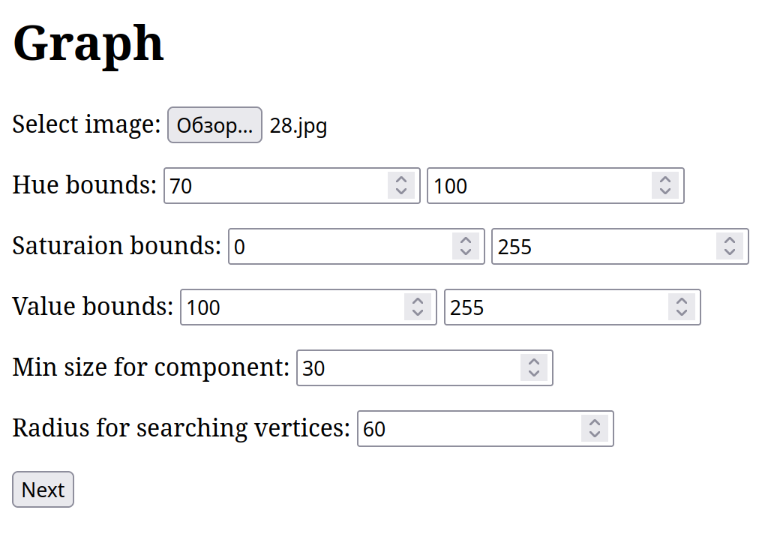 Graph
Select image: Обзор... 28.jpg
Hue bounds: 70 100
Saturaion bounds: 0 255
Value bounds: 100 255
Min size for component: 30
Radius for searching vertices: 60
Next